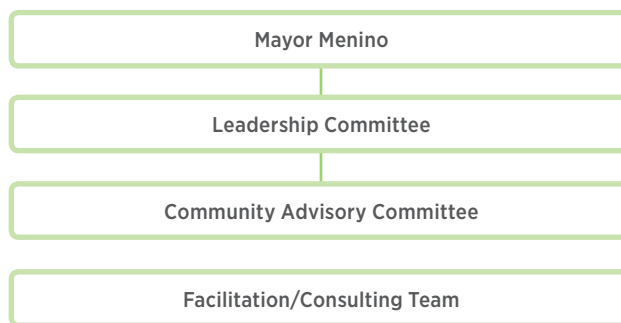 Mayor Menino
Leadership Committee
Community Advisory Committee
Facilitation/Consulting Team